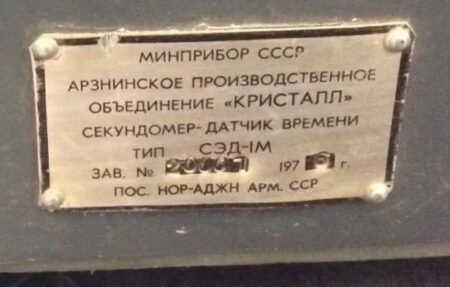 МИНПРИБОР СССР
АРЗНИНСКОЕ ПРОИЗВОДСТВЕННОЕ
ОБЪЕДИНЕНИЕ «КРИСТАЛЛ»
СЕКУНДОМЕР-ДАТЧИК ВРЕМЕНИ
ТИП СЭД-1М
ЗАВ. № 197 г.
ПОС. НОР-АДЖН АРМ. ССР